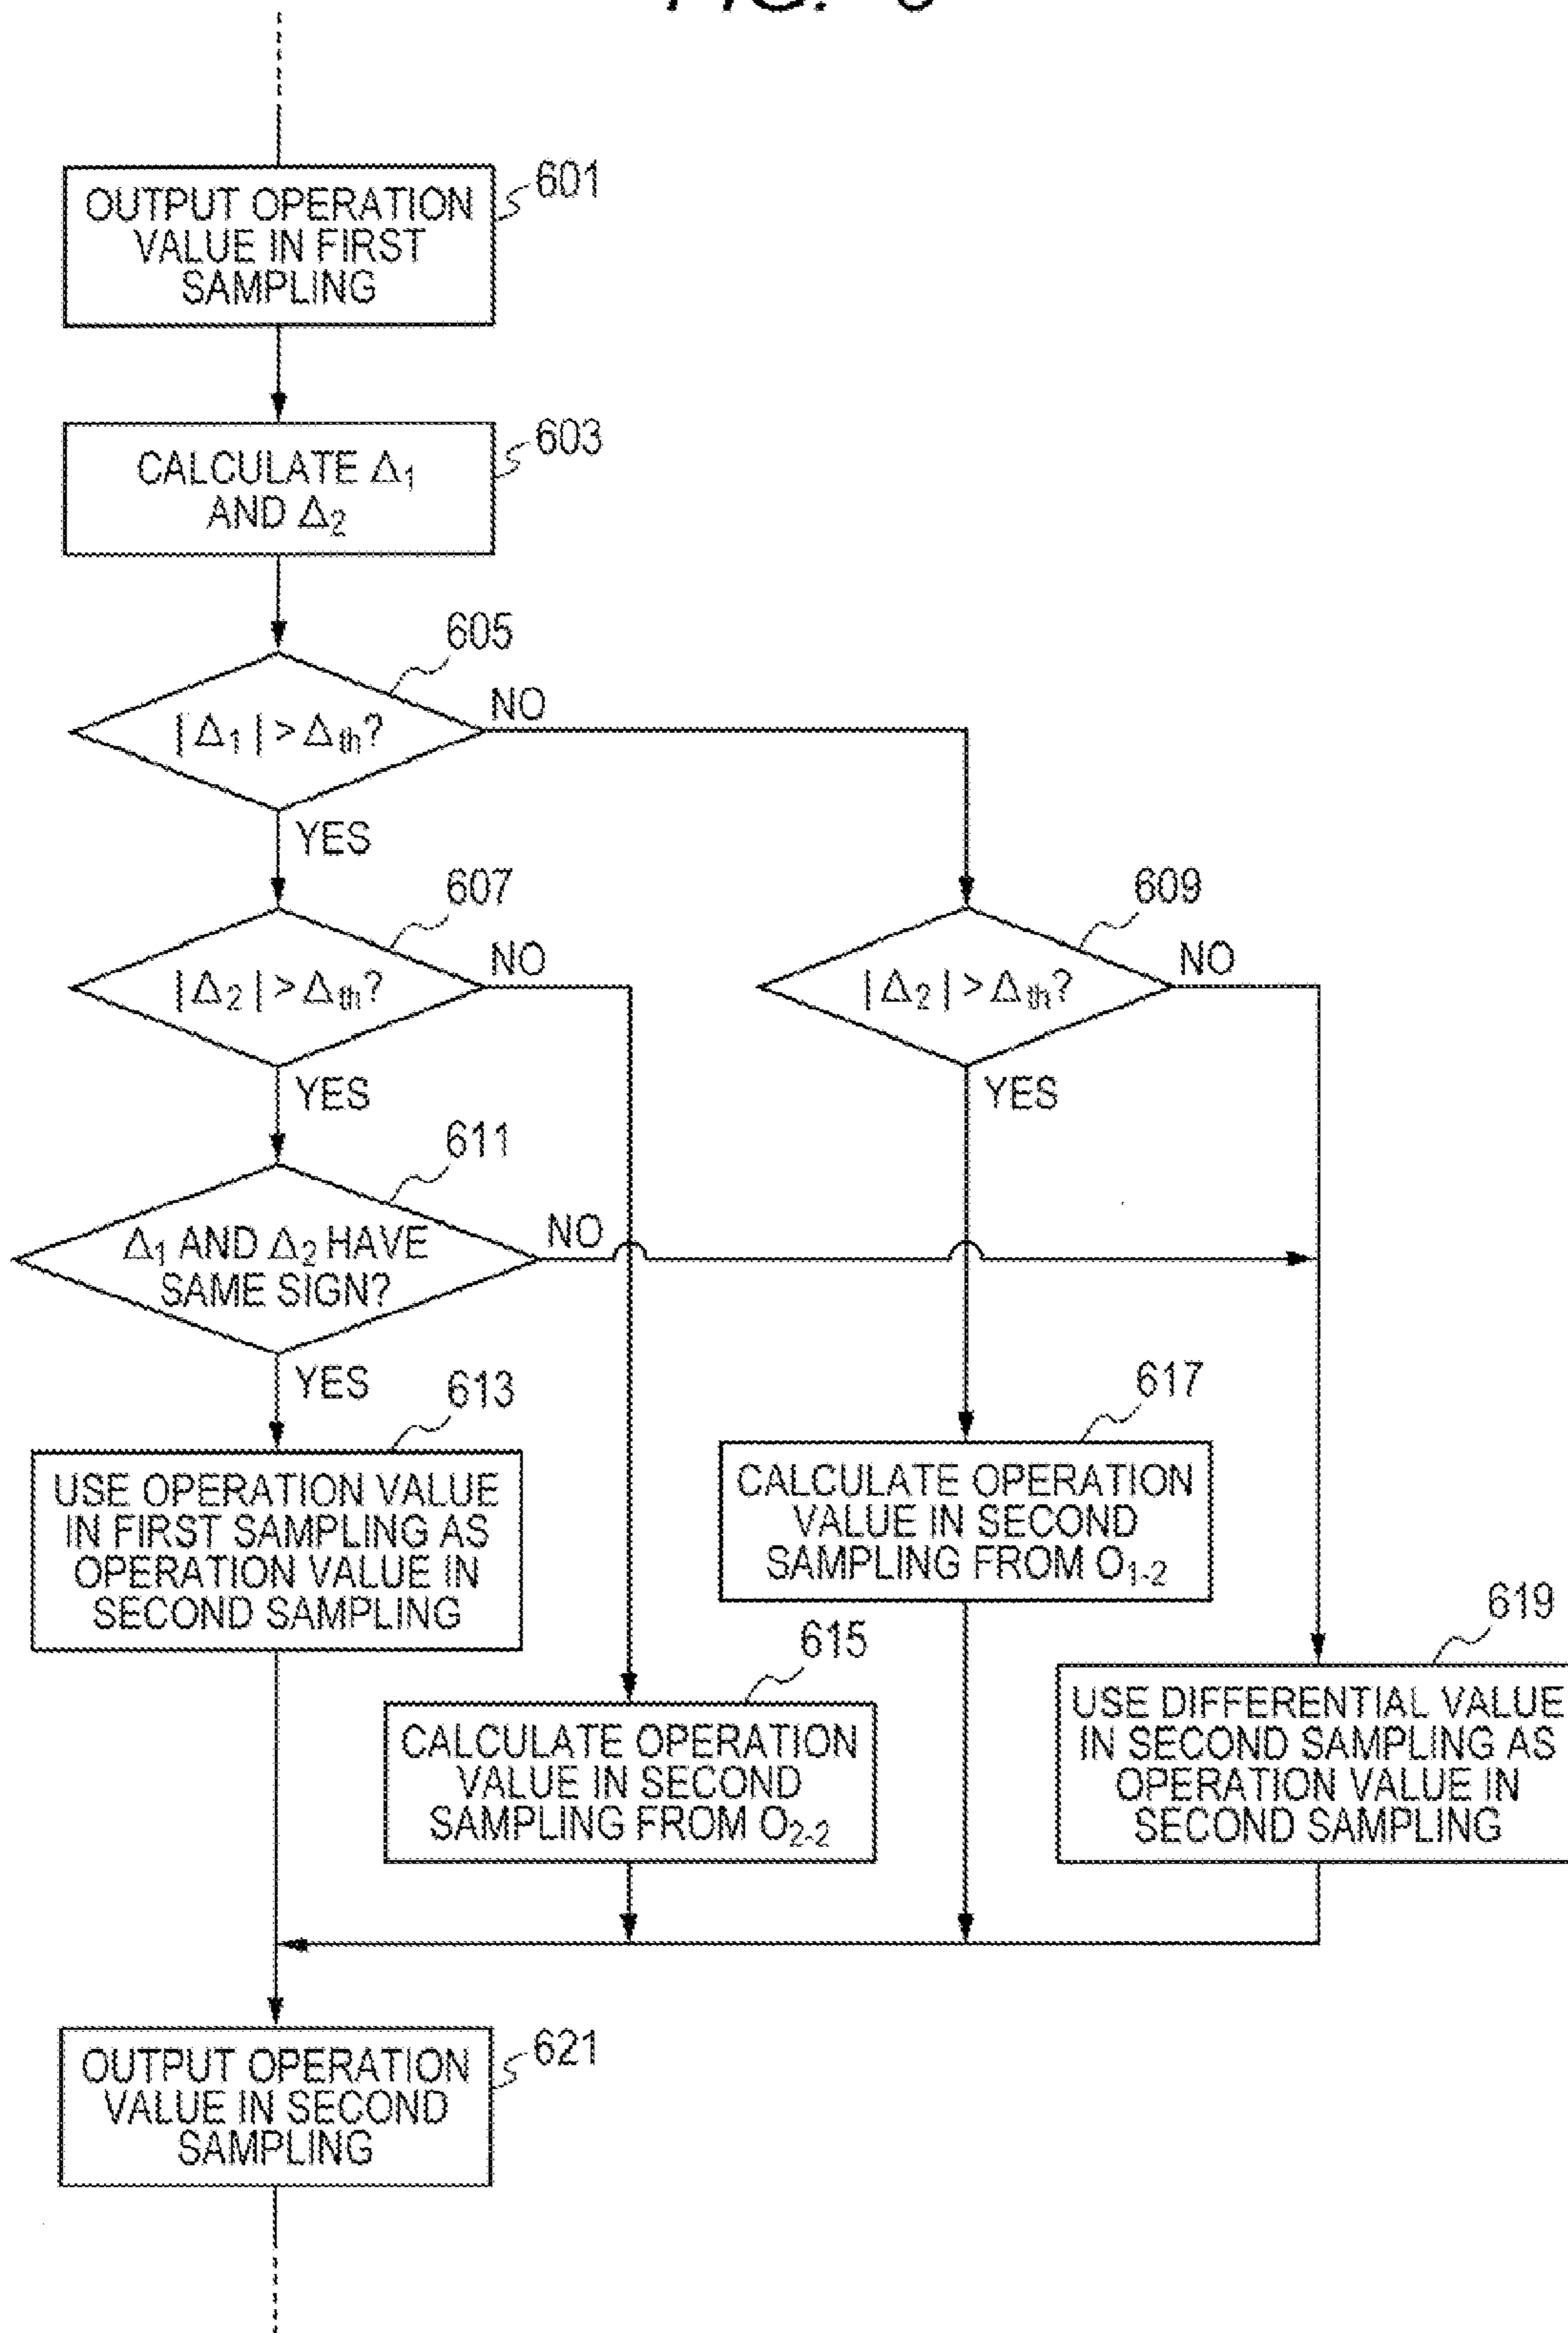 OUTPUT OPERATION
VALUE IN FIRST
SAMPLING
601
CALCULATE Δ1
AND Δ2
603
605
|Δ1| > Δth?
NO
YES
607
|Δ2| > Δth?
NO
YES
609
|Δ2| > Δth?
NO
YES
611
Δ1 AND Δ2 HAVE
SAME SIGN?
NO
YES
613
USE OPERATION VALUE
IN FIRST SAMPLING AS
OPERATION VALUE IN
SECOND SAMPLING
617
CALCULATE OPERATION
VALUE IN SECOND
SAMPLING FROM O1-2
615
CALCULATE OPERATION
VALUE IN SECOND
SAMPLING FROM O2-2
619
USE DIFFERENTIAL VALUE
IN SECOND SAMPLING AS
OPERATION VALUE IN
SECOND SAMPLING
OUTPUT OPERATION
VALUE IN SECOND
SAMPLING
621